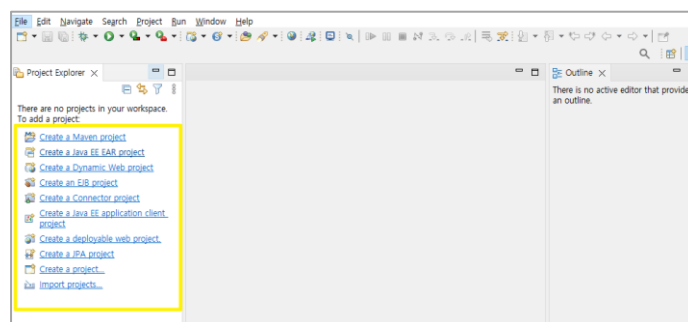 File Edit Navigate Search Project Run Window Help
Project Explorer
There are no projects in your workspace.
To add a project:
Create a Maven project
Create a Java EE EAR project
Create a Dynamic Web project
Create an EJB project
Create a Connector project
Create a Java EE application client
project
Create a deployable web project.
Create a JPA project
Create a project...
Import projects...
Outline
There is no active editor that provide
an outline.